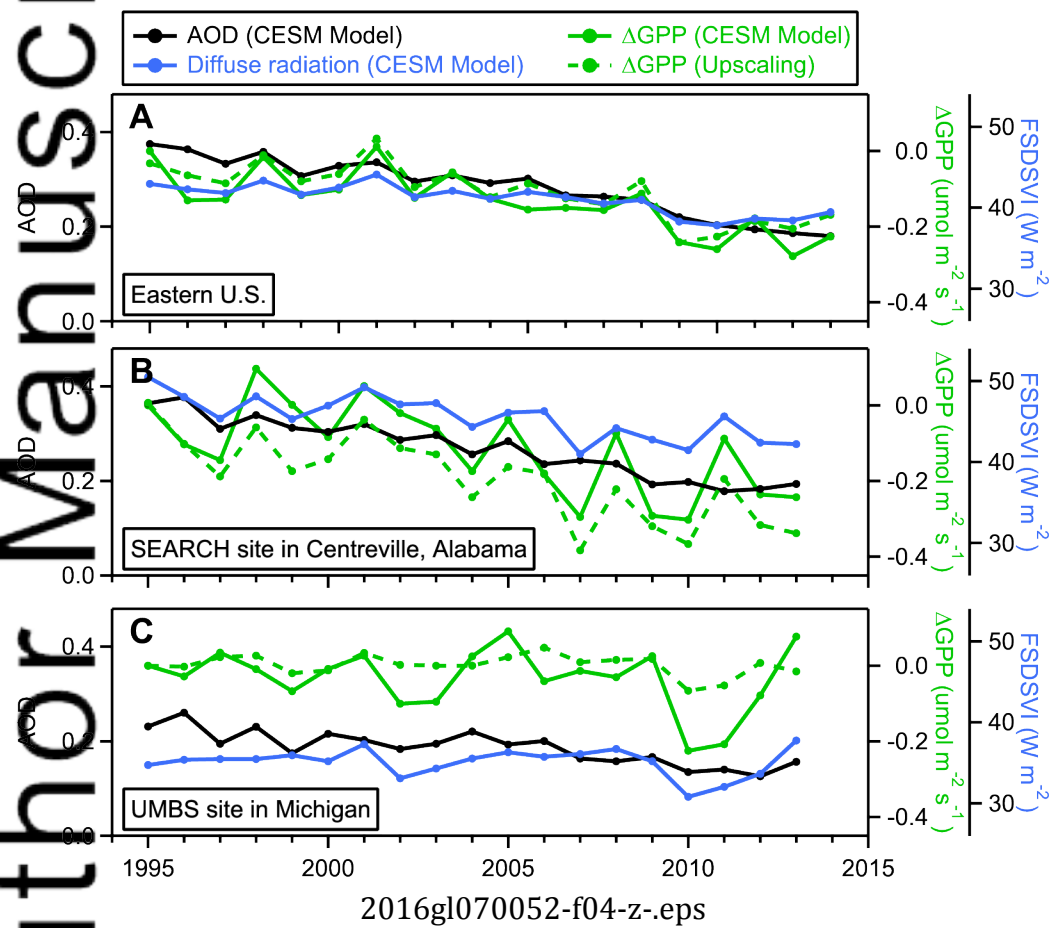 AOD (CESM Model)
ΔGPP (CESM Model)
Diffuse radiation (CESM Model)
ΔGPP (Upscaling)
A
0.4
0.2
0.0
AOD
Eastern U.S.
0.0
-0.2
-0.4
ΔGPP (umol m⁻² s⁻¹)
50
40
30
FSDSVI (W m⁻²)
B
0.4
0.2
0.0
AOD
SEARCH site in Centreville, Alabama
0.0
-0.2
-0.4
ΔGPP (umol m⁻² s⁻¹)
50
40
30
FSDSVI (W m⁻²)
C
0.4
0.2
0.0
AOD
UMBS site in Michigan
0.0
-0.2
-0.4
ΔGPP (umol m⁻² s⁻¹)
50
40
30
FSDSVI (W m⁻²)
1995 2000 2005 2010 2015
2016gl070052-f04-z-.eps
uthor Manusc